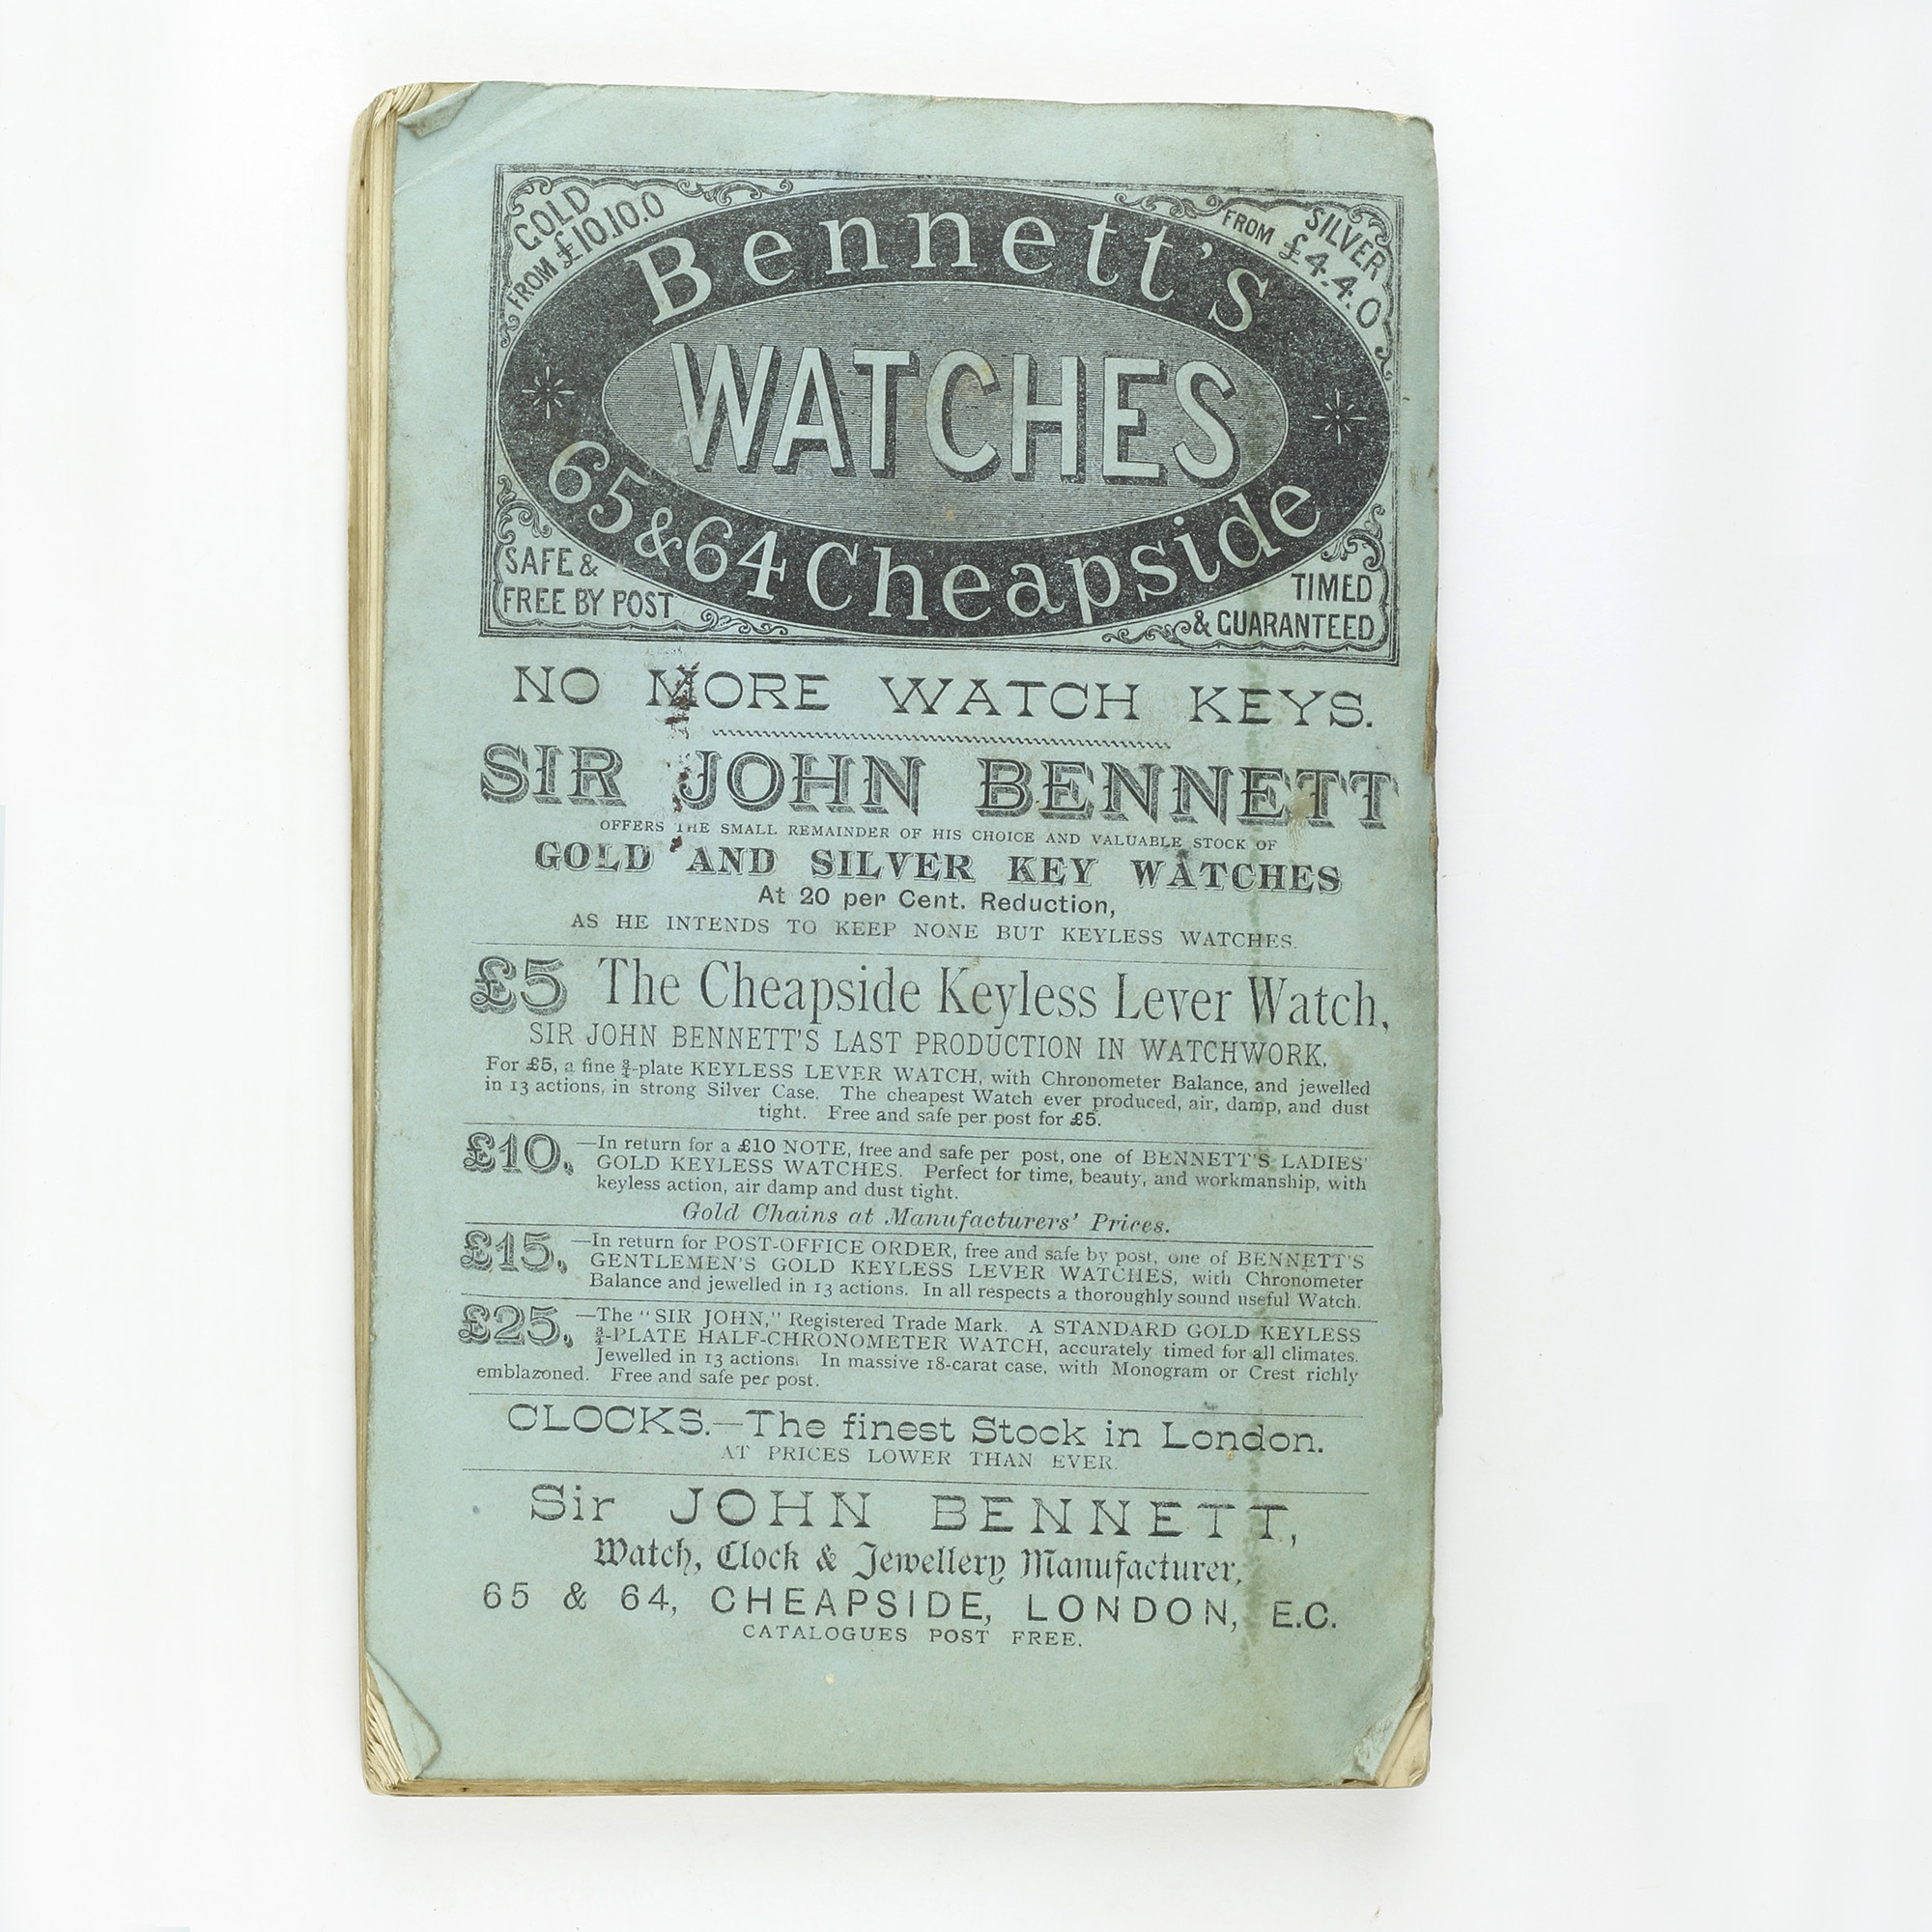 GOLD
FROM £10.10.0
SILVER
FROM £4.4.0
Bennett's
WATCHES
65 & 64 Cheapside
SAFE &
FREE BY POST
TIMED
& GUARANTEED
NO MORE WATCH KEYS.
SIR JOHN BENNETT
OFFERS THE SMALL REMAINDER OF HIS CHOICE AND VALUABLE STOCK OF
GOLD AND SILVER KEY WATCHES
At 20 per Cent. Reduction,
AS HE INTENDS TO KEEP NONE BUT KEYLESS WATCHES.
£5 The Cheapside Keyless Lever Watch,
SIR JOHN BENNETT'S LAST PRODUCTION IN WATCHWORK.
For £5, a fine ¾-plate KEYLESS LEVER WATCH, with Chronometer Balance, and jewelled
in 13 actions, in strong Silver Case. The cheapest Watch ever produced, air, damp, and dust
tight. Free and safe per post for £5.
£10,—In return for a £10 NOTE, free and safe per post, one of BENNETT'S LADIES'
GOLD KEYLESS WATCHES. Perfect for time, beauty, and workmanship, with
keyless action, air damp and dust tight.
Gold Chains at Manufacturers' Prices.
£15,—In return for POST-OFFICE ORDER, free and safe by post, one of BENNETT'S
GENTLEMEN'S GOLD KEYLESS LEVER WATCHES, with Chronometer
Balance and jewelled in 13 actions. In all respects a thoroughly sound useful Watch.
£25,—The "SIR JOHN," Registered Trade Mark. A STANDARD GOLD KEYLESS
¾-PLATE HALF-CHRONOMETER WATCH, accurately timed for all climates.
Jewelled in 13 actions. In massive 18-carat case, with Monogram or Crest richly
emblazoned. Free and safe per post.
CLOCKS.—The finest Stock in London.
AT PRICES LOWER THAN EVER.
Sir JOHN BENNETT,
Watch, Clock & Jewellery Manufacturer,
65 & 64, CHEAPSIDE, LONDON, E.C.
CATALOGUES POST FREE.